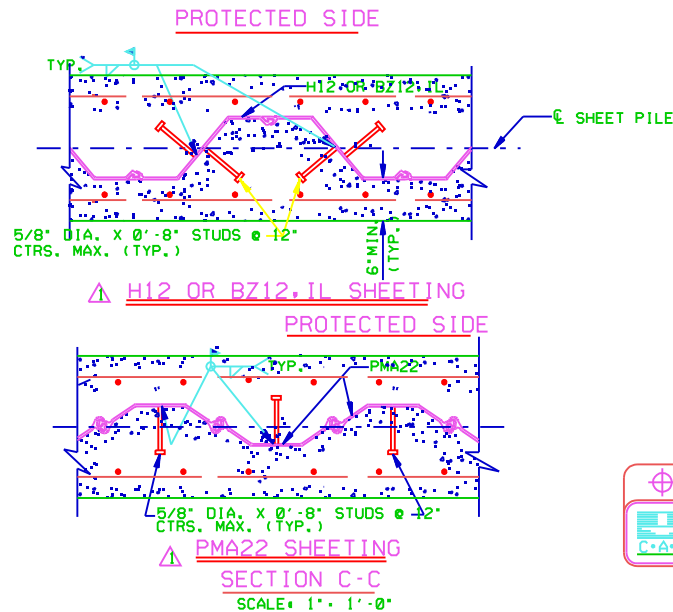 PROTECTED SIDE
TYP.
H12 OR BZ12.IL
℄ SHEET PILE
5/8" DIA. X 0'-8" STUDS @ 12"
CTRS. MAX. (TYP.)
6"MIN.
(TYP.)
1 H12 OR BZ12.IL SHEETING
PROTECTED SIDE
TYP.
PMA22
5/8" DIA. X 0'-8" STUDS @ 12"
CTRS. MAX. (TYP.)
1 PMA22 SHEETING
SECTION C-C
SCALE: 1" = 1'-0"
C•A•